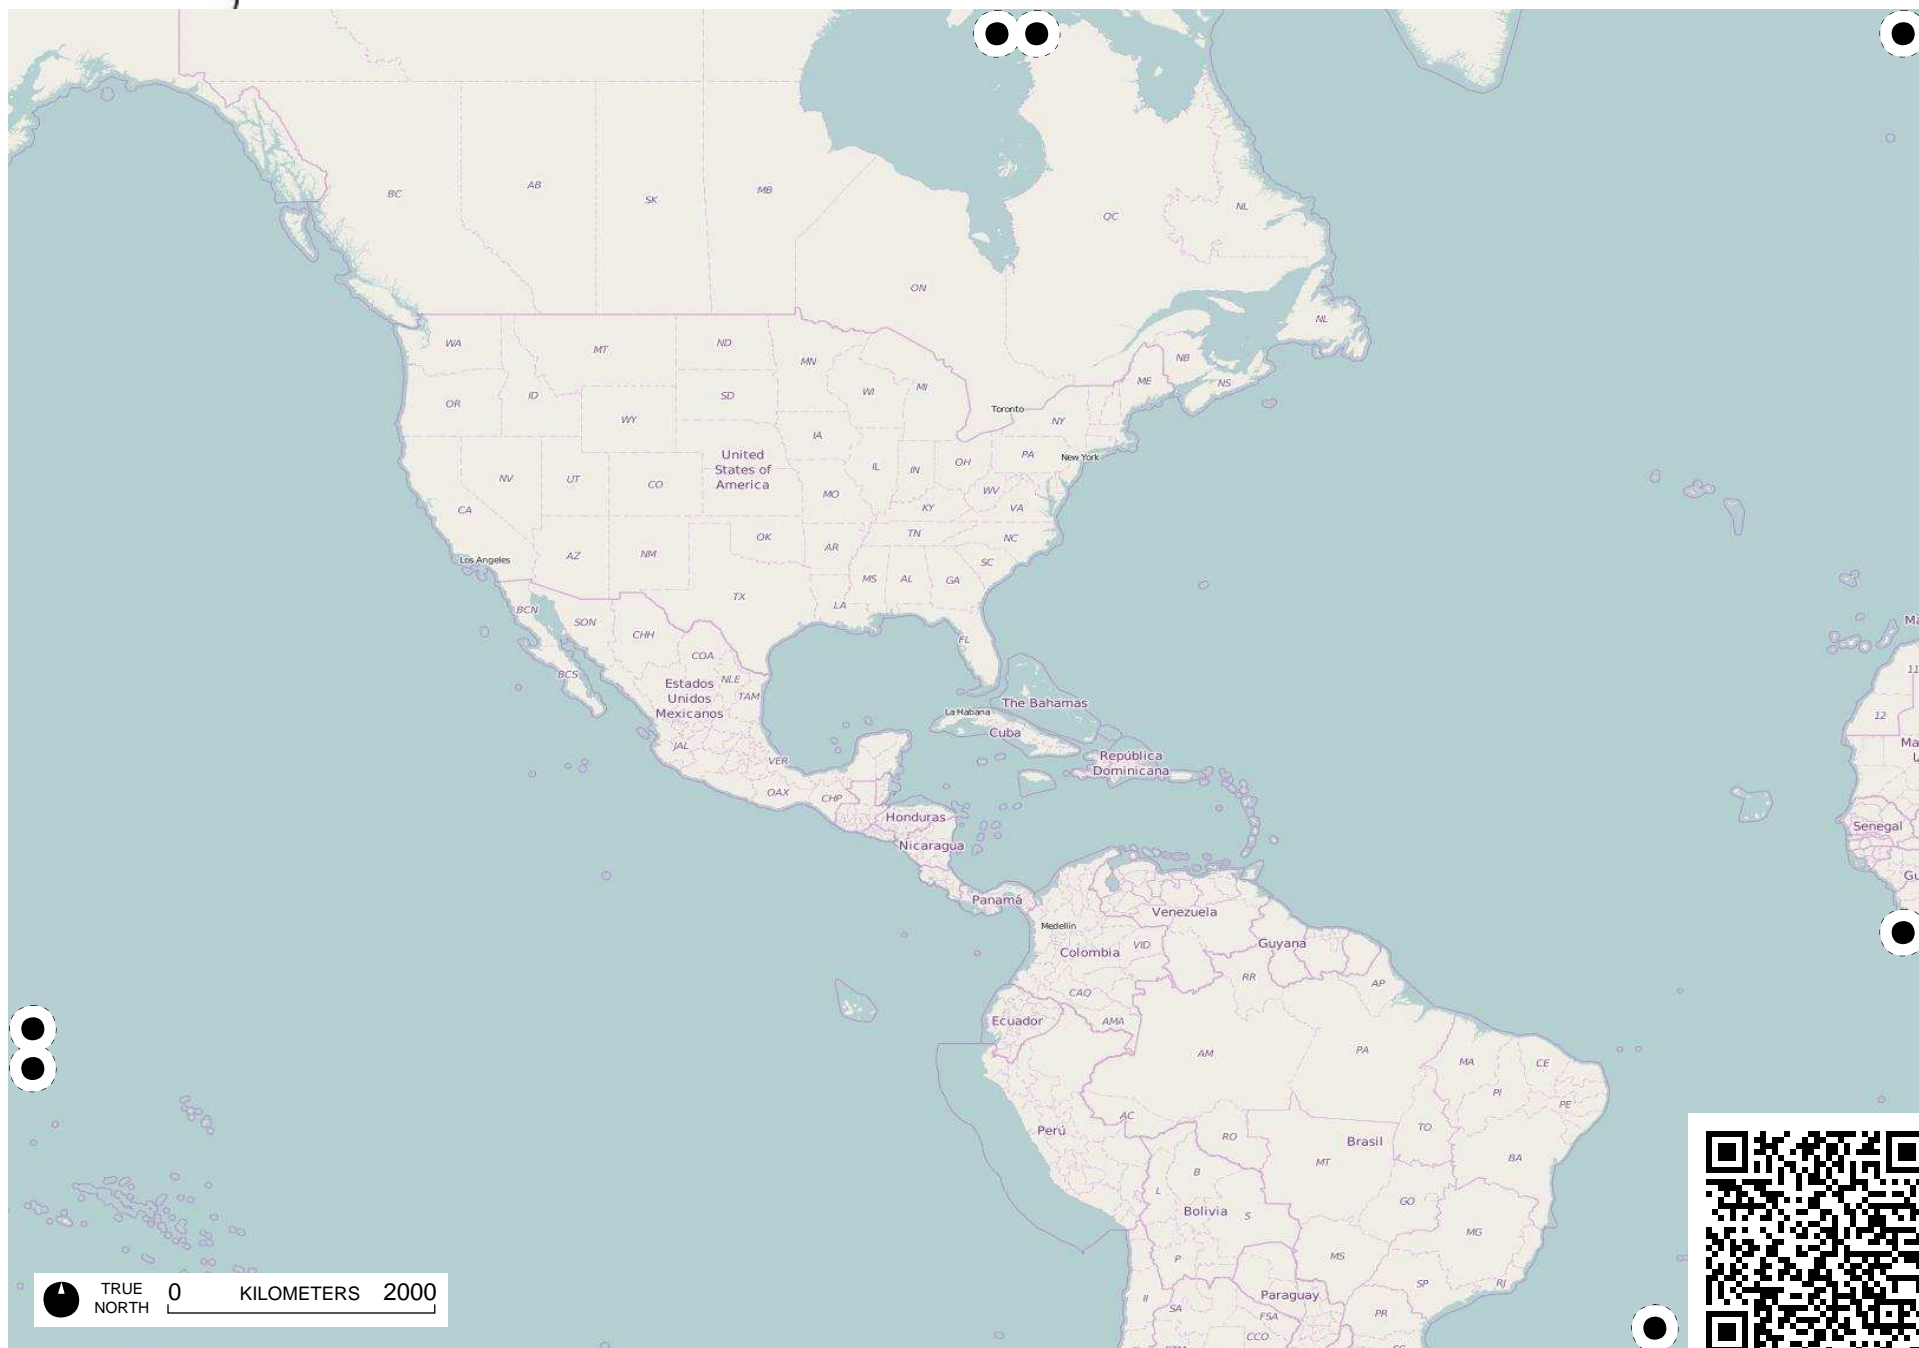 BC
AB
SK
MB
QC
NL
ON
NL
WA
MT
ND
MN
NB
ME
NS
OR
ID
SD
WI
MI
WY
Toronto
NY
IA
United
States of
America
NV
UT
CO
IL
IN
OH
PA
New York
MO
WV
CA
KY
VA
AZ
NM
OK
AR
TN
NC
SC
Los Angeles
MS
AL
GA
TX
LA
BCN
SON
CHH
FL
COA
BCS
NLE
TAM
Estados
Unidos
Mexicanos
The Bahamas
La Habana
Cuba
JAL
VER
República
Dominicana
OAX
CHP
Honduras
Nicaragua
Ma
11
12
Ma
U
Senegal
Gu
Panamá
Venezuela
Medellín
Colombia
VID
Guyana
RR
AP
CAQ
Ecuador
AMA
AM
PA
MA
CE
PI
PE
AC
Perú
RO
Brasil
TO
MT
BA
B
L
Bolivia
S
GO
MG
P
MS
SP
RJ
II
SA
Paraguay
FSA
PR
CCO
TRUE
NORTH
0 KILOMETERS 2000